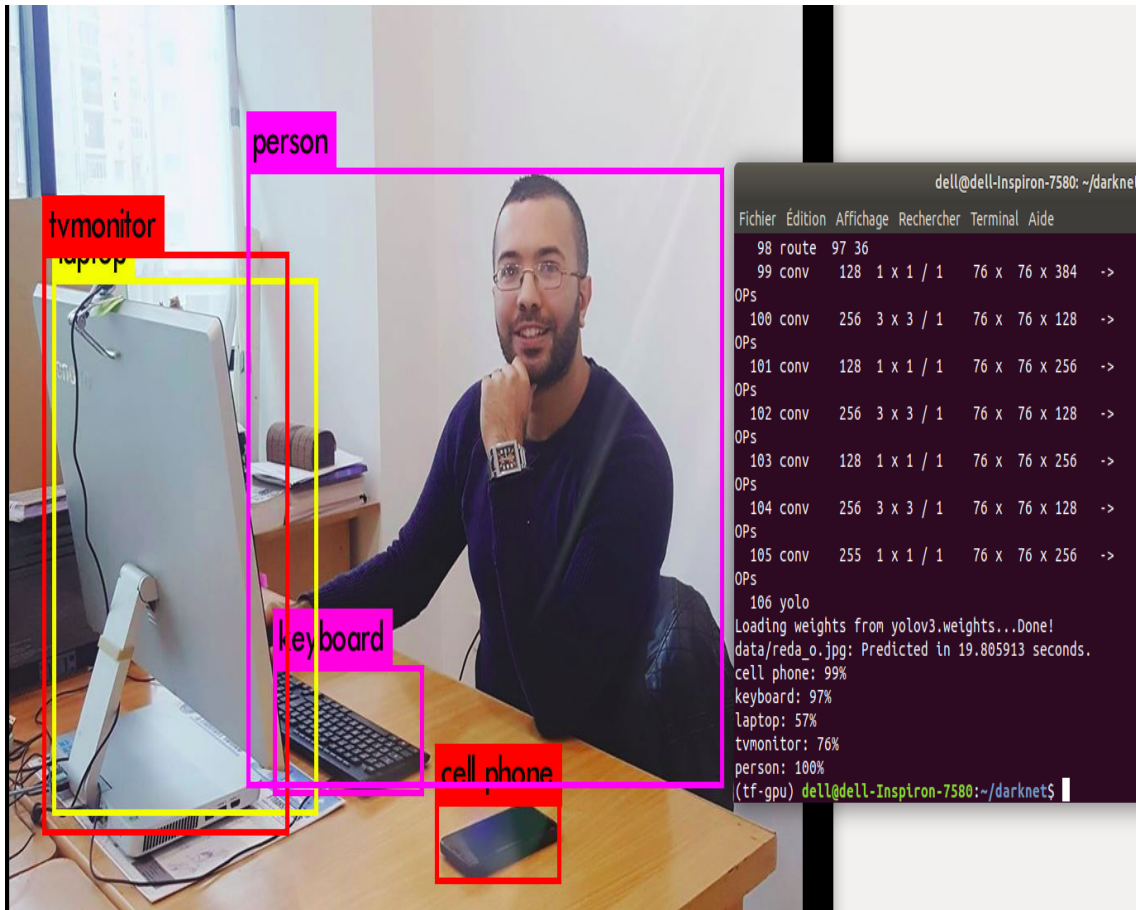 person
tvmonitor
laptop
keyboard
cell phone
dell@dell-Inspiron-7580: ~/darknet
Fichier Édition Affichage Rechercher Terminal Aide
98 route 97 36
99 conv 128 1 x 1 / 1 76 x 76 x 384 ->
OPs
100 conv 256 3 x 3 / 1 76 x 76 x 128 ->
OPs
101 conv 128 1 x 1 / 1 76 x 76 x 256 ->
OPs
102 conv 256 3 x 3 / 1 76 x 76 x 128 ->
OPs
103 conv 128 1 x 1 / 1 76 x 76 x 256 ->
OPs
104 conv 256 3 x 3 / 1 76 x 76 x 128 ->
OPs
105 conv 255 1 x 1 / 1 76 x 76 x 256 ->
OPs
106 yolo
Loading weights from yolov3.weights...Done!
data/reda_o.jpg: Predicted in 19.805913 seconds.
cell phone: 99%
keyboard: 97%
laptop: 57%
tvmonitor: 76%
person: 100%
(tf-gpu) dell@dell-Inspiron-7580:~/darknet$